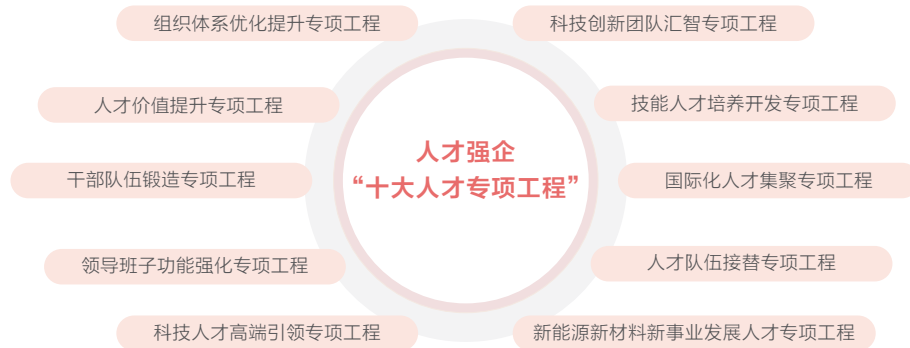 组织体系优化提升专项工程
科技创新团队汇智专项工程
人才价值提升专项工程
技能人才培养开发专项工程
人才强企
“十大人才专项工程”
干部队伍锻造专项工程
国际化人才集聚专项工程
领导班子功能强化专项工程
人才队伍接替专项工程
科技人才高端引领专项工程
新能源新材料新事业发展人才专项工程